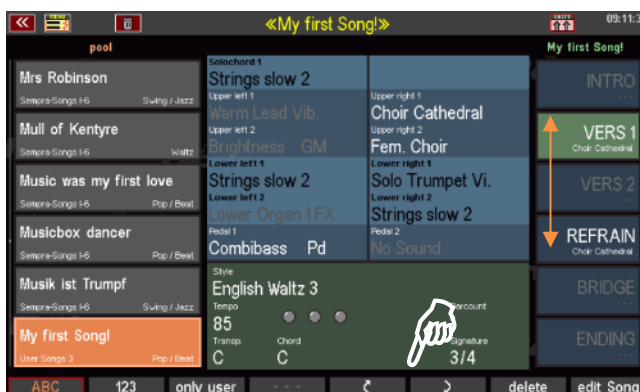 «My first Song!»
09:11:3
pool
My first Song!
Mrs Robinson
Sempra-Songs I-6 Swing / Jazz
Mull of Kentyre
Sempra-Songs I-6 Waltz
Music was my first love
Sempra-Songs I-6 Pop / Beat
Musicbox dancer
Sempra-Songs I-6 Pop / Beat
Musik ist Trumpf
Sempra-Songs I-6 Swing / Jazz
My first Song!
User Songs 3 Pop / Beat
Solochord 1
Strings slow 2
Upper left 1
Warm Lead Vib.
Upper right 1
Choir Cathedral
Upper left 2
Brightness GM
Upper right 2
Fem. Choir
Lower left 1
Strings slow 2
Lower right 1
Solo Trumpet Vi.
Lower left 2
Lower Organ 1 FX
Lower right 2
Strings slow 2
Pedal 1
Combibass Pd
Pedal 2
No Sound
Style
English Waltz 3
Tempo
85
Barcount
Transp. Chord Signature
C C 3/4
INTRO
- - -
VERS 1
Choir Cathedral
VERS 2
- - -
REFRAIN
Choir Cathedral
BRIDGE
- - -
ENDING
- - -
ABC 123 only user - - - delete edit Song